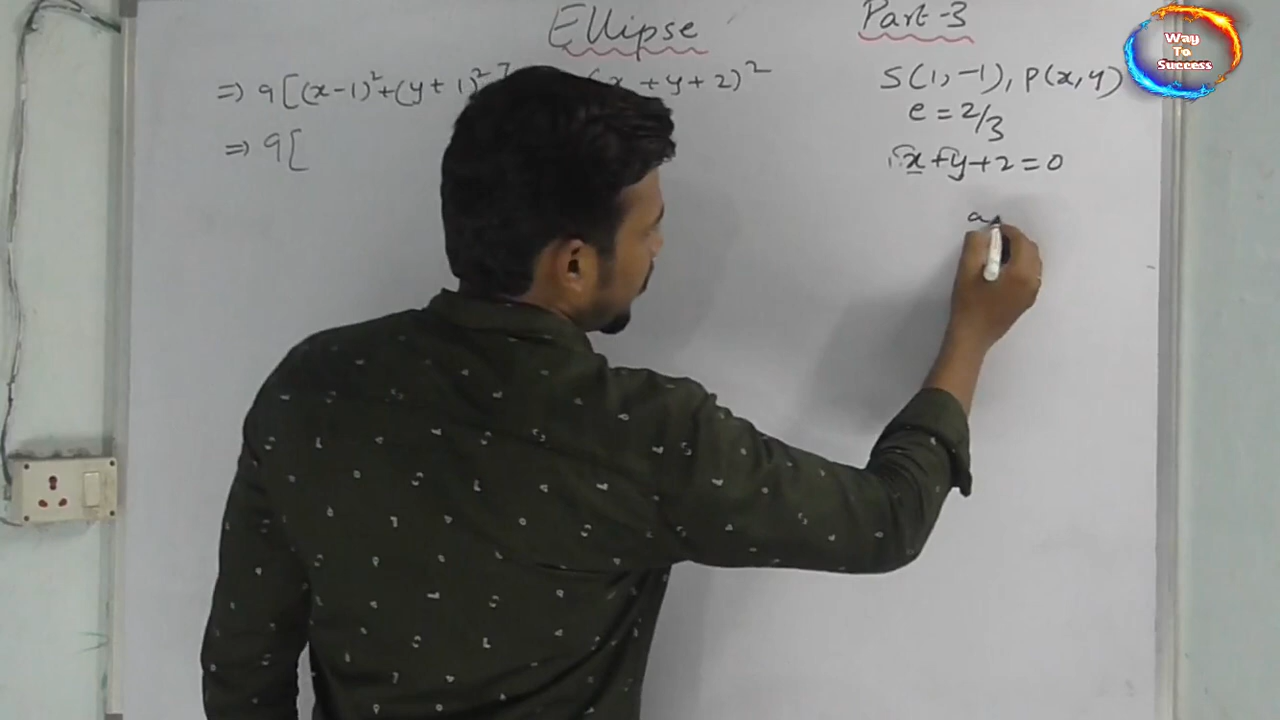 Ellipse
Part-3
Way
To
Success
⇒ 9[(x-1)²+(y+1)²] (x+y+2)²
⇒ 9[
S(1,-1), P(x,y)
e = 2/3
x+y+2=0
a